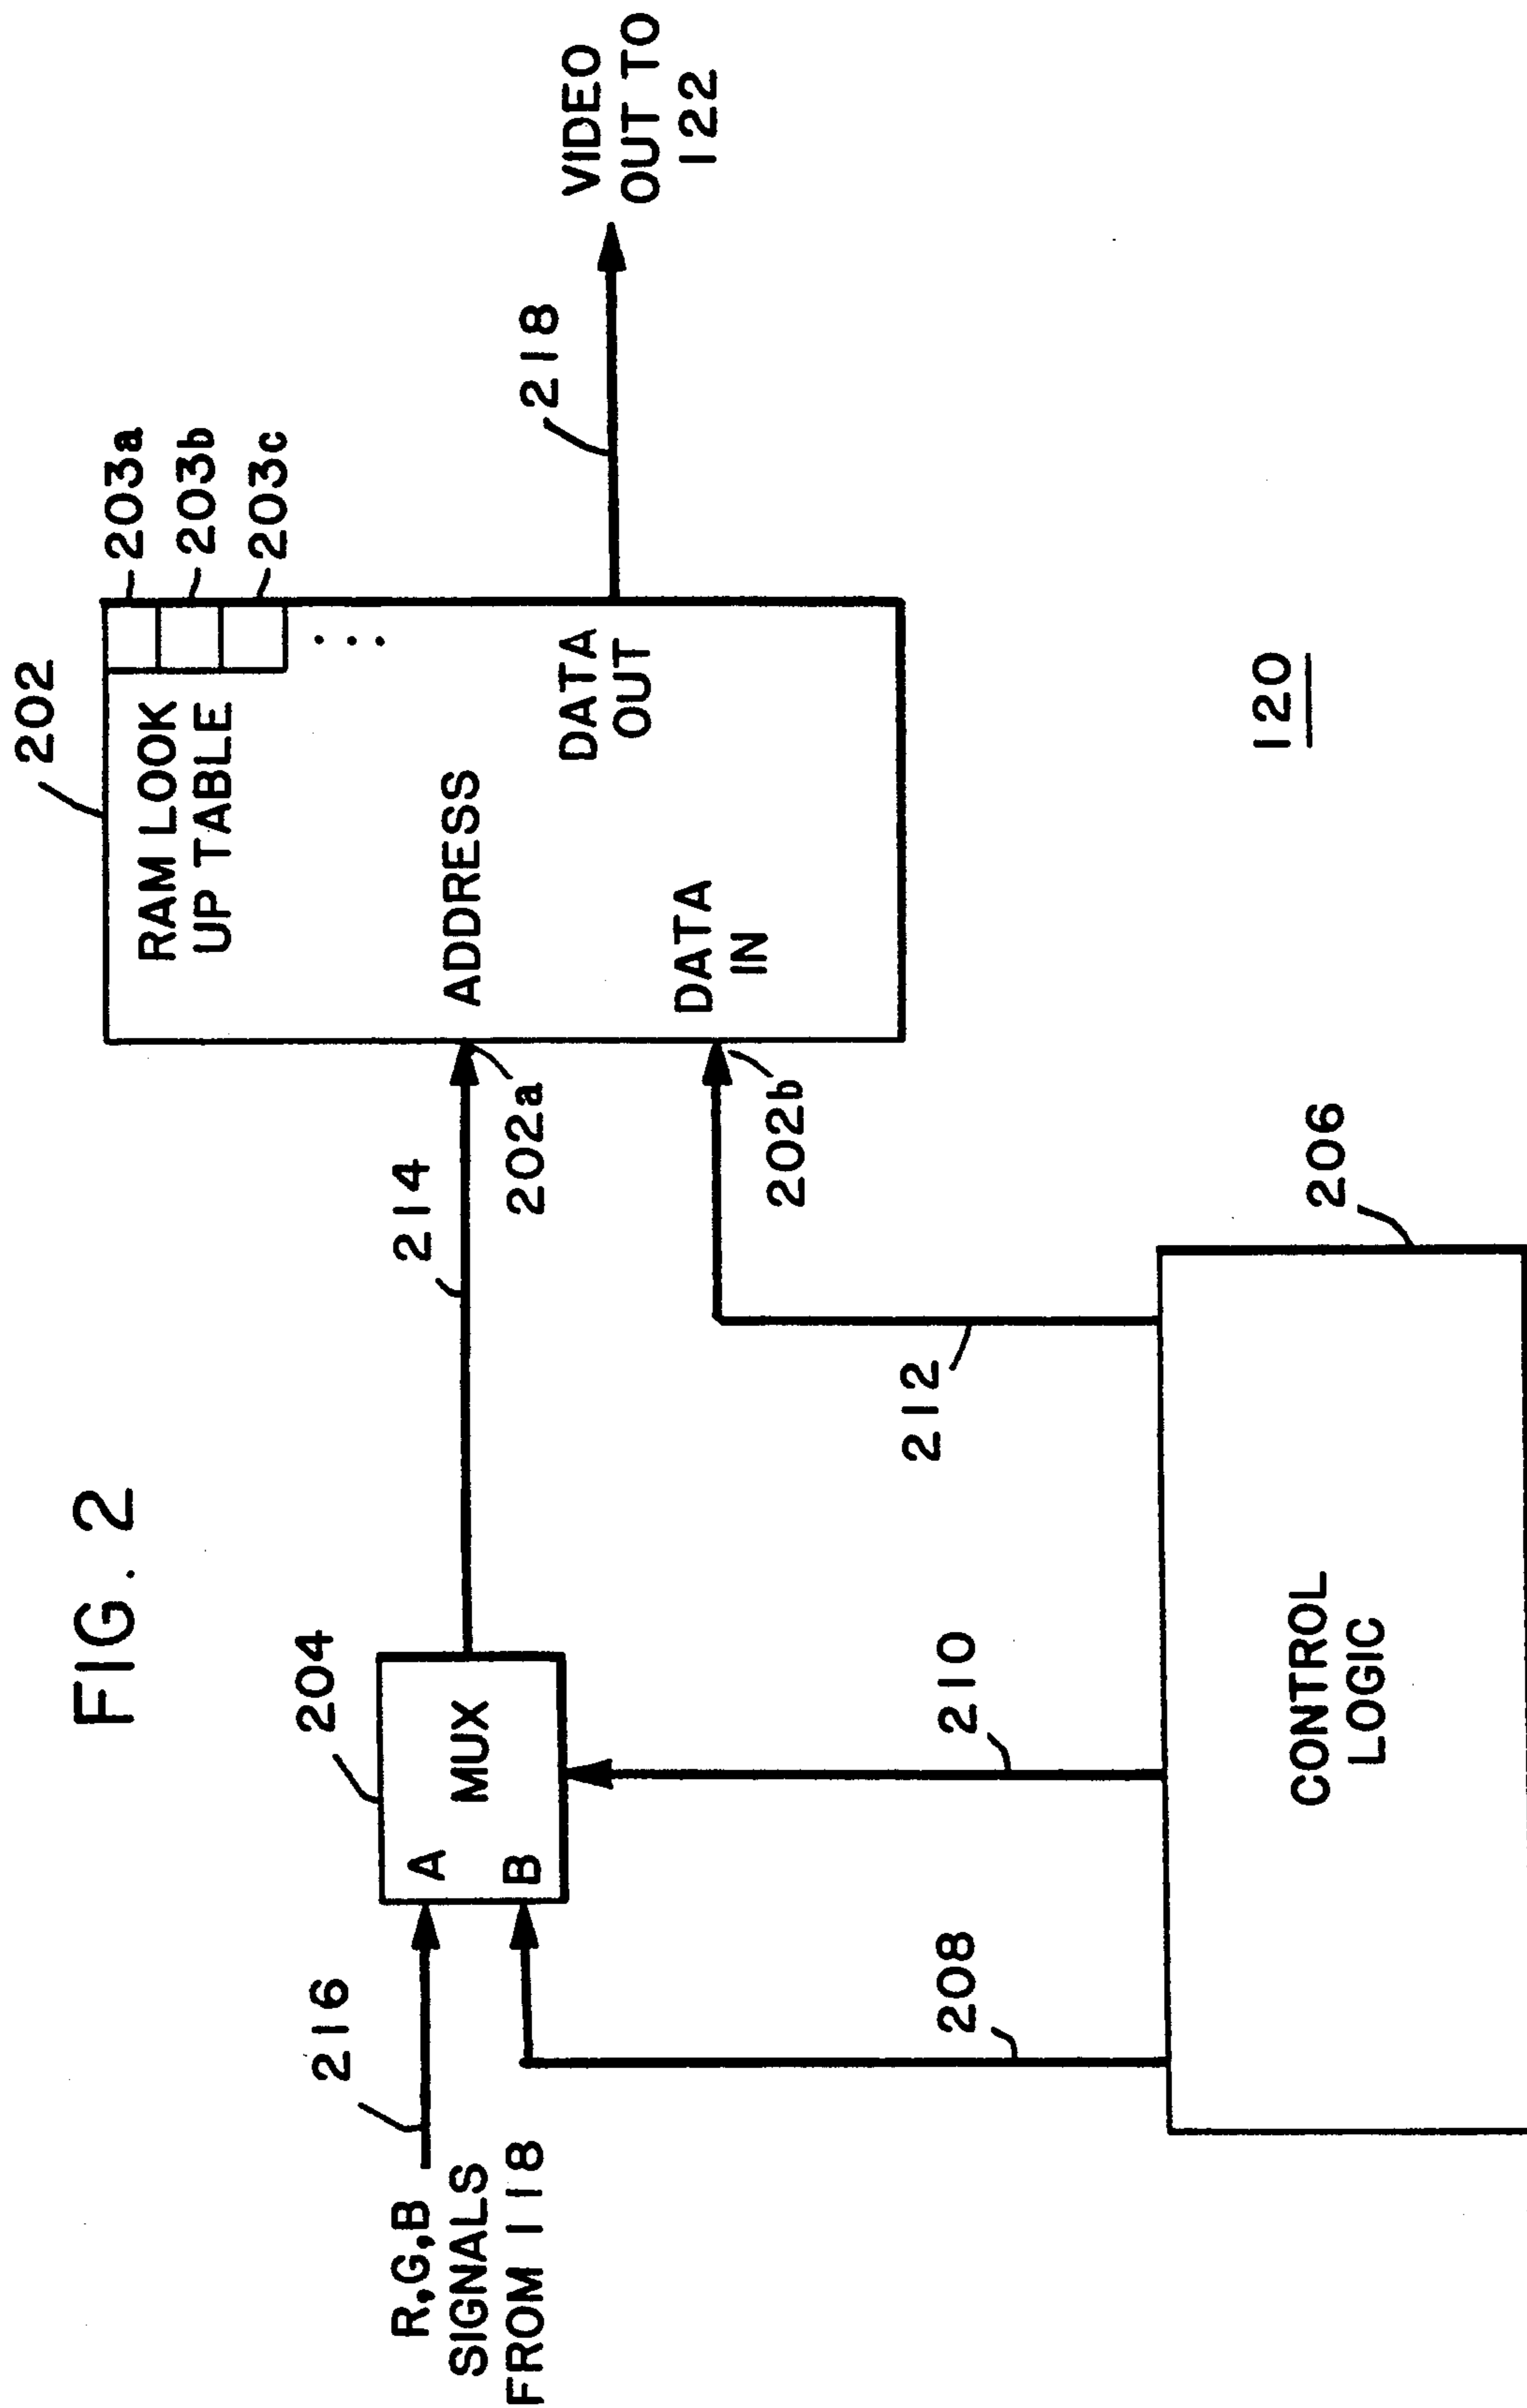 FIG. 2
202
RAM LOOK
UP TABLE
203a
203b
203c
204
A
MUX
B
216
R,G,B
SIGNALS
FROM 118
214
ADDRESS
202a
DATA
OUT
218
VIDEO
OUT TO
122
DATA
IN
202b
208
210
212
CONTROL
LOGIC
206
120